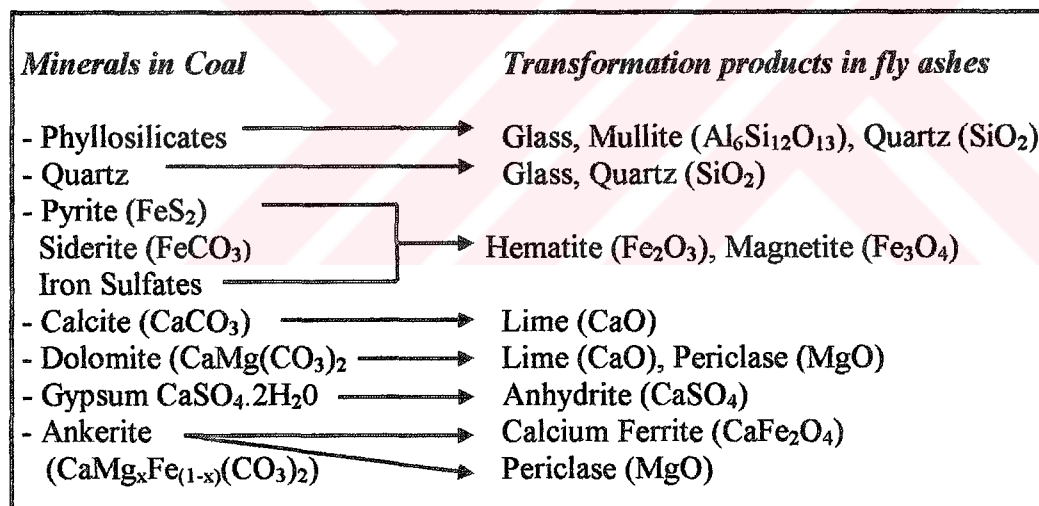 Minerals in Coal Transformation products in fly ashes
- Phyllosilicates Glass, Mullite (Al₆Si₁₂O₁₃), Quartz (SiO₂)
- Quartz Glass, Quartz (SiO₂)
- Pyrite (FeS₂)
Siderite (FeCO₃) Hematite (Fe₂O₃), Magnetite (Fe₃O₄)
Iron Sulfates
- Calcite (CaCO₃) Lime (CaO)
- Dolomite (CaMg(CO₃)₂ Lime (CaO), Periclase (MgO)
- Gypsum CaSO₄.2H₂0 Anhydrite (CaSO₄)
- Ankerite Calcium Ferrite (CaFe₂O₄)
(CaMgₓFe₍₁₋ₓ₎(CO₃)₂) Periclase (MgO)